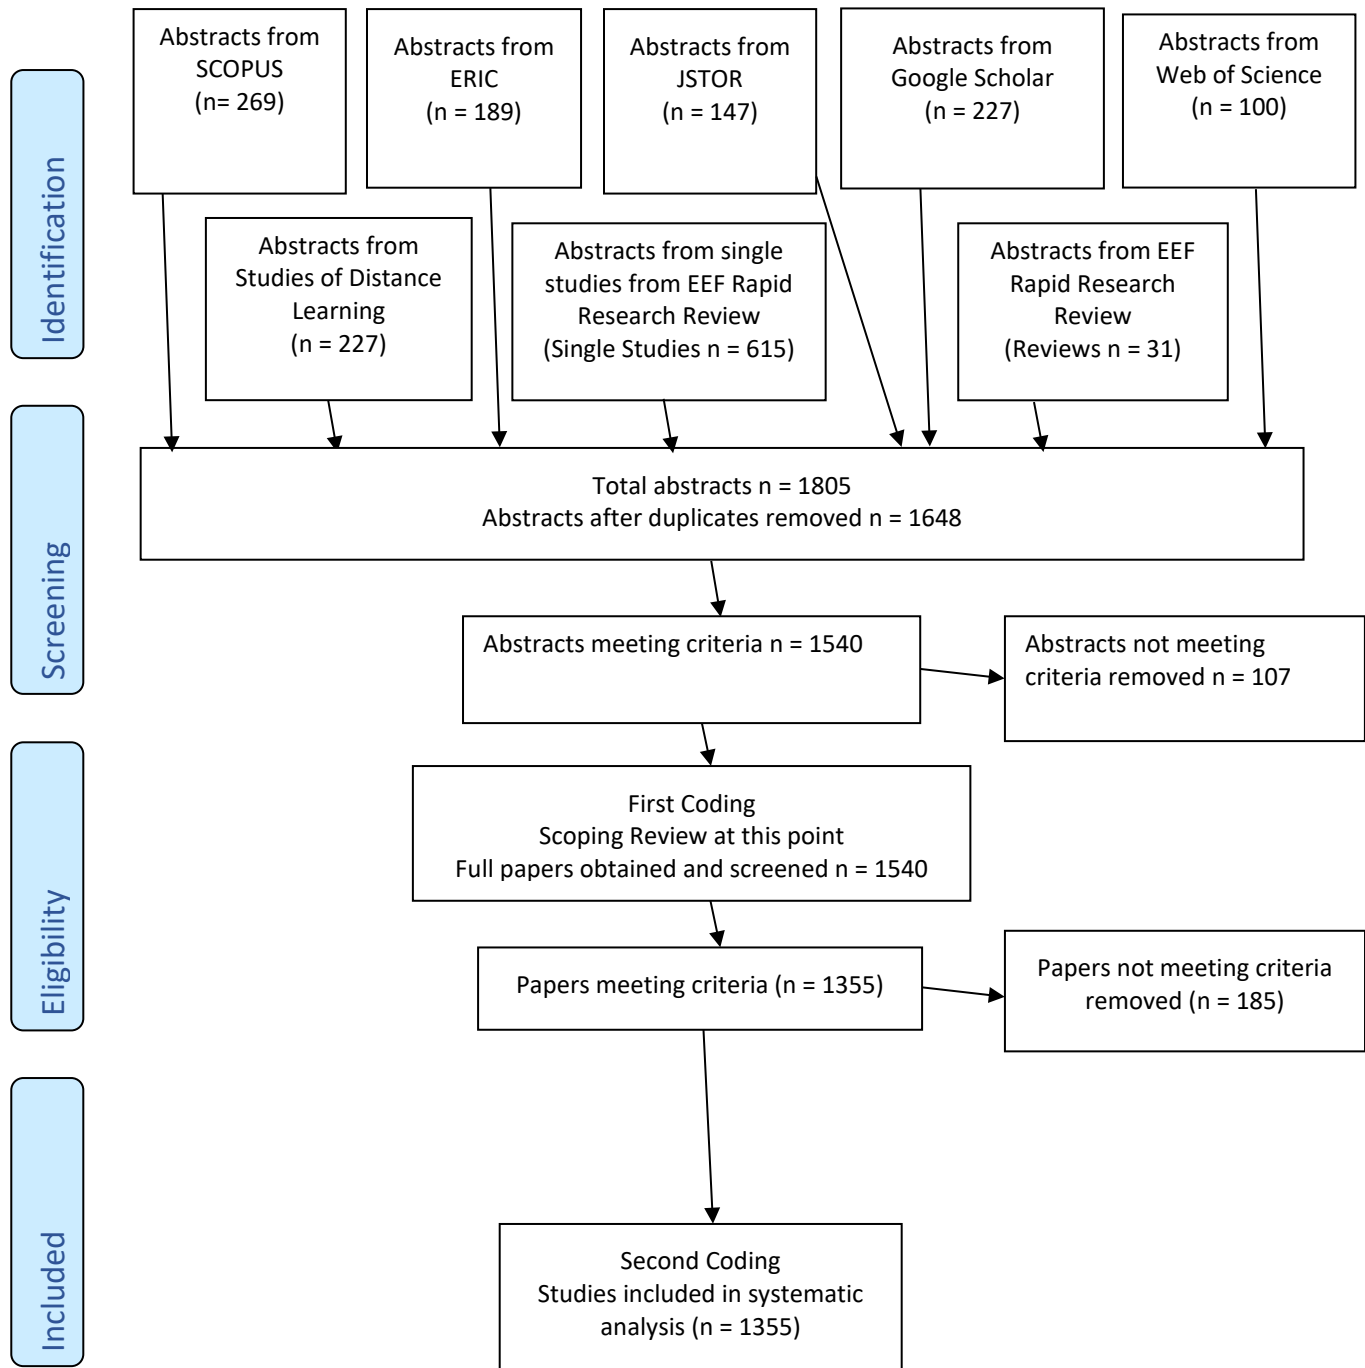 Identification
Abstracts from
SCOPUS
(n= 269)
Abstracts from
ERIC
(n = 189)
Abstracts from
JSTOR
(n = 147)
Abstracts from
Google Scholar
(n = 227)
Abstracts from
Web of Science
(n = 100)
Abstracts from
Studies of Distance
Learning
(n = 227)
Abstracts from single
studies from EEF Rapid
Research Review
(Single Studies n = 615)
Abstracts from EEF
Rapid Research
Review
(Reviews n = 31)
Screening
Total abstracts n = 1805
Abstracts after duplicates removed n = 1648
Abstracts meeting criteria n = 1540
Abstracts not meeting
criteria removed n = 107
Eligibility
First Coding
Scoping Review at this point
Full papers obtained and screened n = 1540
Papers meeting criteria (n = 1355)
Papers not meeting criteria
removed (n = 185)
Included
Second Coding
Studies included in systematic
analysis (n = 1355)